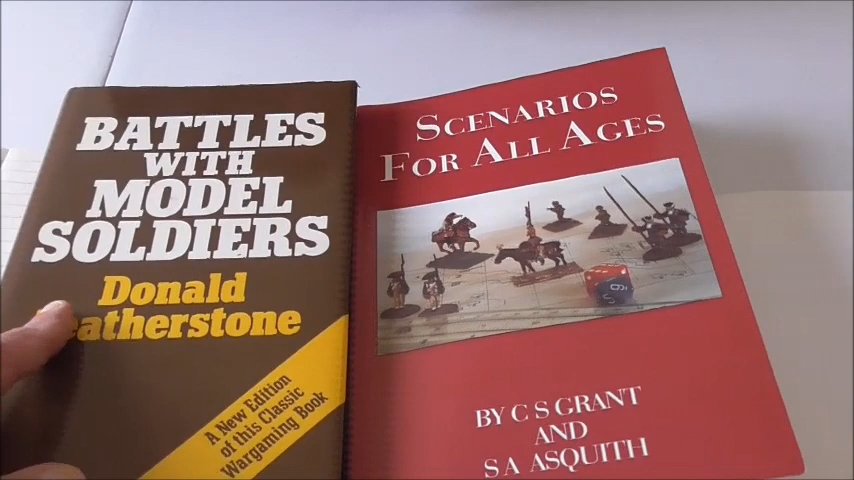 BATTLES
WITH
MODEL
SOLDIERS
Donald
eatherstone
A New Edition
of this Classic
Wargaming Book
SCENARIOS
FOR ALL AGES
BY C S GRANT
AND
S A ASQUITH